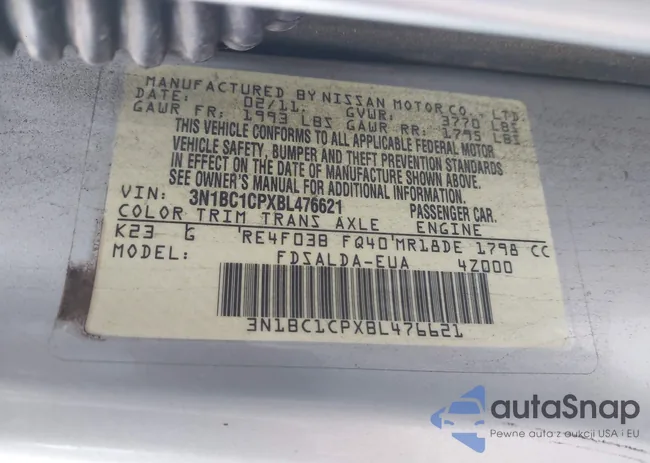 MANUFACTURED BY NISSAN MOTOR CO., LTD.
DATE: 02/11. GVWR: 3770 LBS
GAWR FR: 1993 LBS GAWR RR: 1795 LBS
THIS VEHICLE CONFORMS TO ALL APPLICABLE FEDERAL MOTOR
VEHICLE SAFETY, BUMPER AND THEFT PREVENTION STANDARDS
IN EFFECT ON THE DATE OF MANUFACTURE SHOWN ABOVE.
SEE OWNER'S MANUAL FOR ADDITIONAL INFORMATION.
VIN: 3N1BC1CPXBL476621 PASSENGER CAR.
COLOR TRIM TRANS AXLE ENGINE
K23 G RE4F03B FQ40 MR18DE 1798 CC
MODEL: FDSALDA-EUA 4Z000
3N1BC1CPXBL476621
autaSnap
Pewne auta z aukcji USA i EU